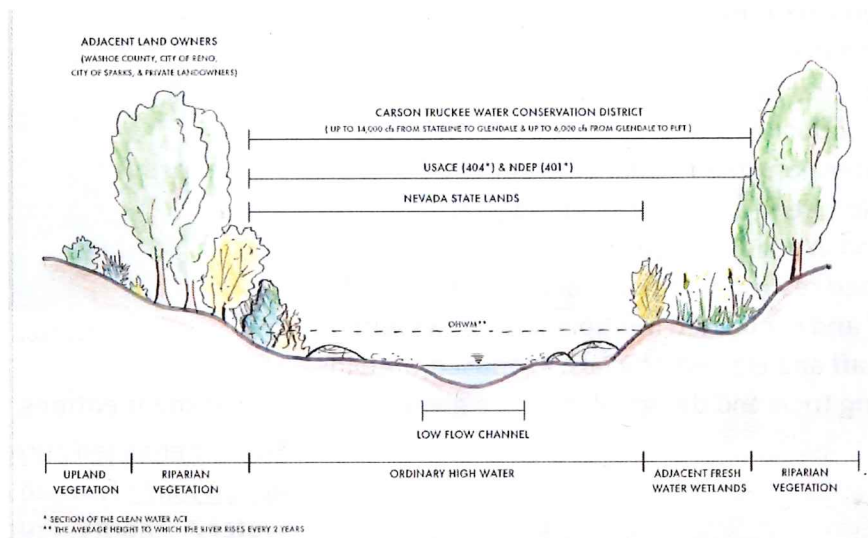 ADJACENT LAND OWNERS
(WASHOE COUNTY, CITY OF RENO,
CITY OF SPARKS, & PRIVATE LANDOWNERS)
CARSON TRUCKEE WATER CONSERVATION DISTRICT
( UP TO 14,000 cfs FROM STATELINE TO GLENDALE & UP TO 6,000 cfs FROM GLENDALE TO PLFT )
USACE (404*) & NDEP (401*)
NEVADA STATE LANDS
OHWM**
LOW FLOW CHANNEL
UPLAND
VEGETATION
RIPARIAN
VEGETATION
ORDINARY HIGH WATER
ADJACENT FRESH
WATER WETLANDS
RIPARIAN
VEGETATION
* SECTION OF THE CLEAN WATER ACT
** THE AVERAGE HEIGHT TO WHICH THE RIVER RISES EVERY 2 YEARS